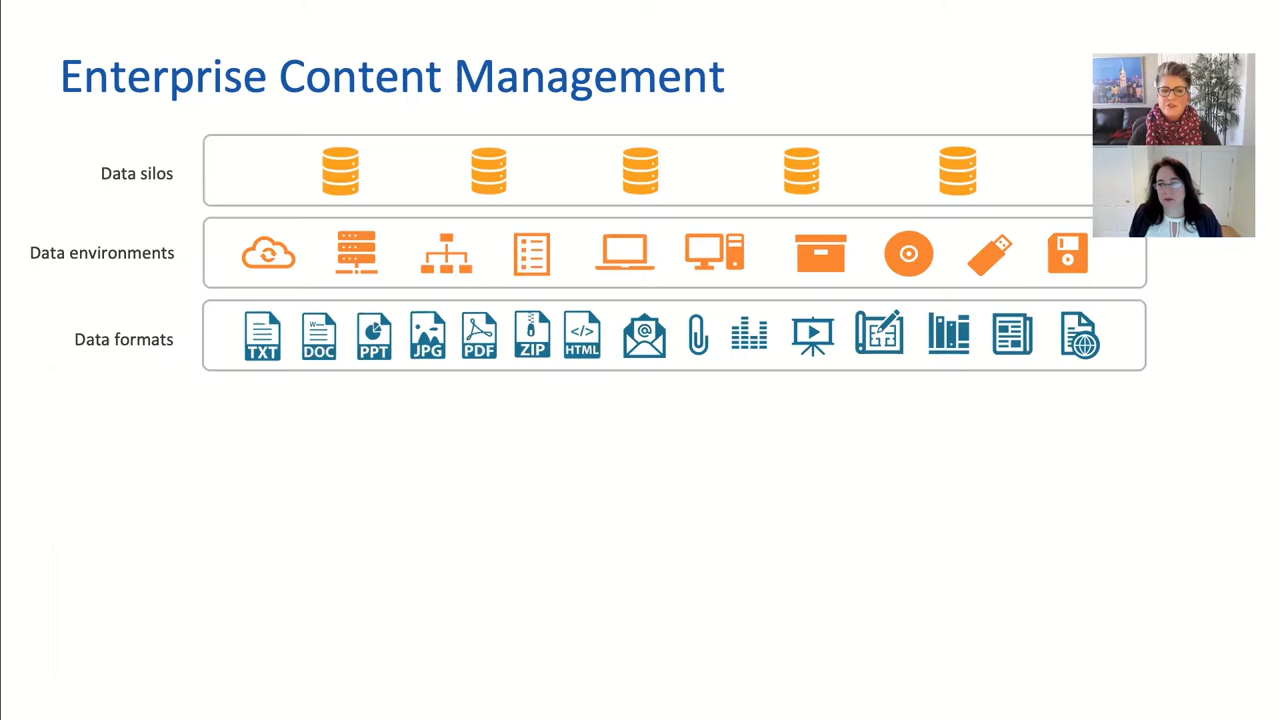 Enterprise Content Management
Data silos
Data environments
Data formats
TXT
W
DOC
PPT
JPG
PDF
ZIP
</>
HTML
@